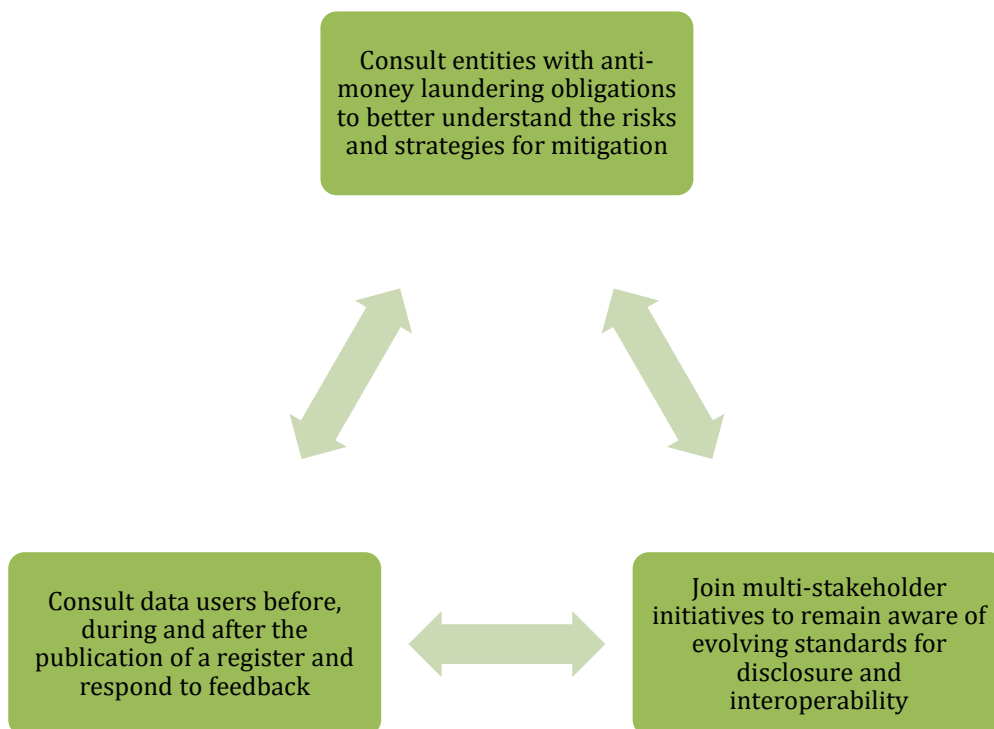 Consult entities with anti-
money laundering obligations
to better understand the risks
and strategies for mitigation
Consult data users before,
during and after the
publication of a register and
respond to feedback
Join multi-stakeholder
initiatives to remain aware of
evolving standards for
disclosure and
interoperability